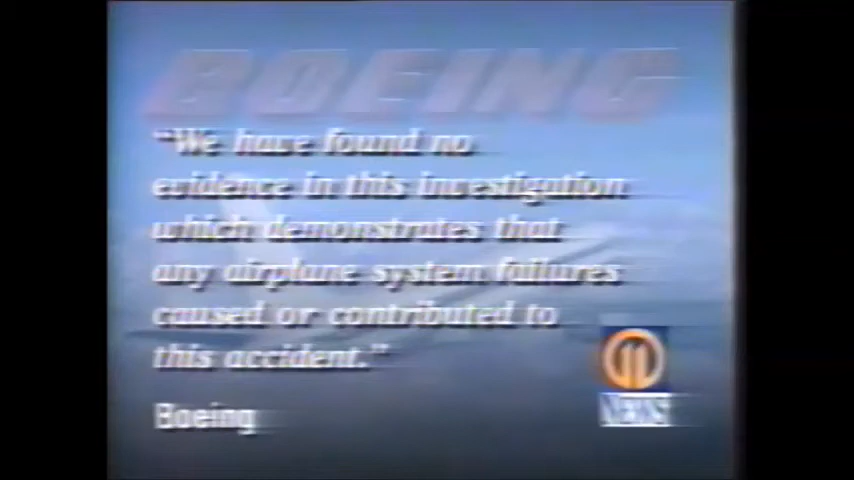 BOEING
"We have found no
evidence in this investigation
which demonstrates that
any airplane system failures
caused or contributed to
this accident."
Boeing
11
NEWS